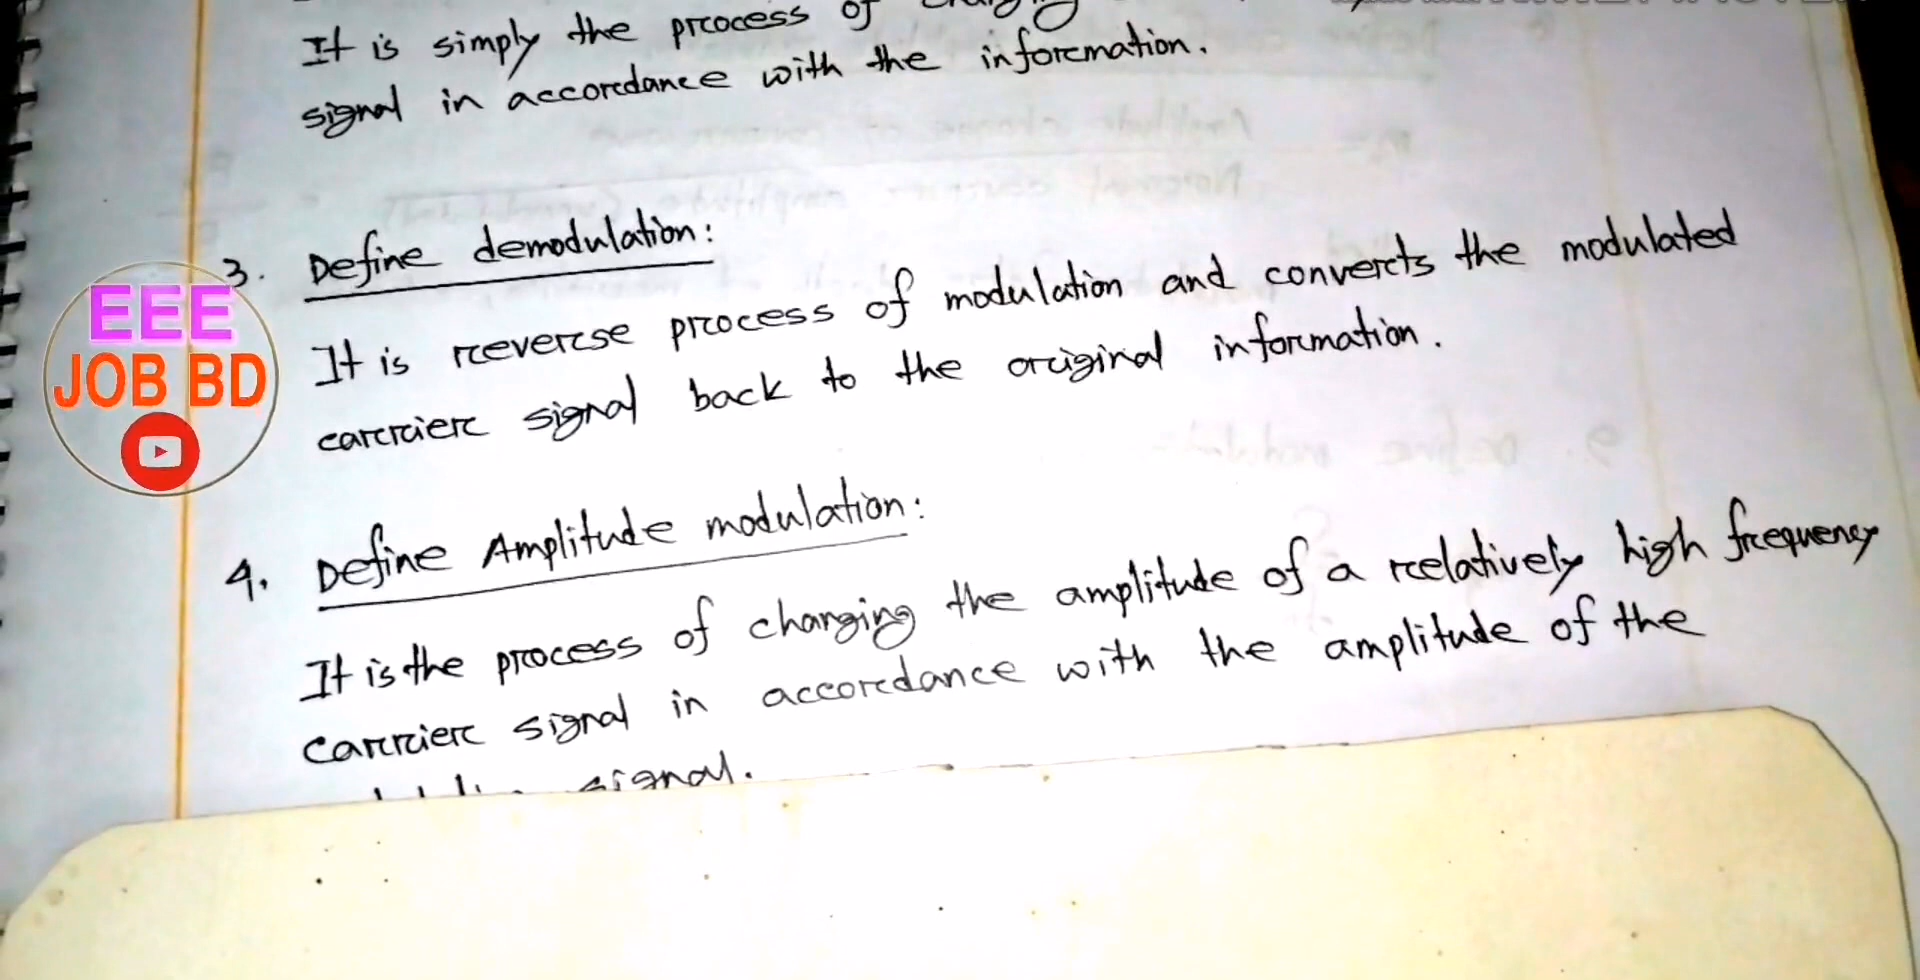 It is simply the process of changing
signal in accordance with the information.
3. Define demodulation:
It is reverse process of modulation and converts the modulated
carrier signal back to the original information.
4. Define Amplitude modulation:
It is the process of changing the amplitude of a relatively high frequency
carrier signal in accordance with the amplitude of the
signal.
EEE
JOB BD